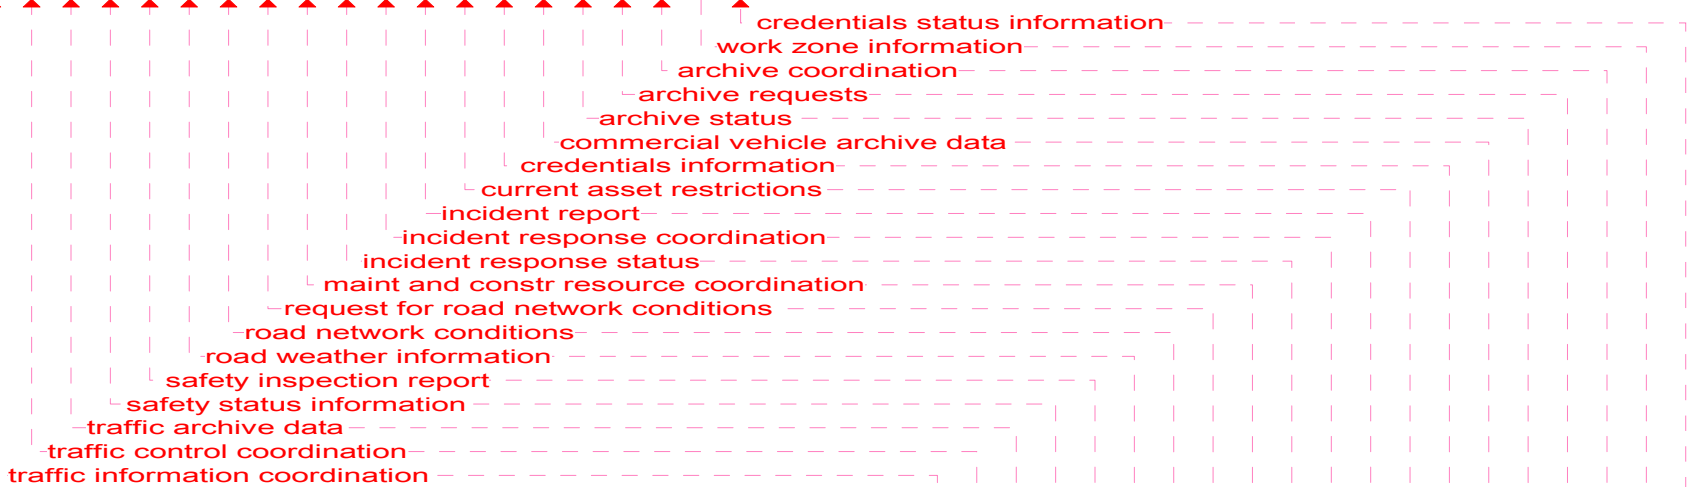 credentials status information
work zone information
archive coordination
archive requests
archive status
commercial vehicle archive data
credentials information
current asset restrictions
incident report
incident response coordination
incident response status
maint and constr resource coordination
request for road network conditions
road network conditions
road weather information
safety inspection report
safety status information
traffic archive data
traffic control coordination
traffic information coordination